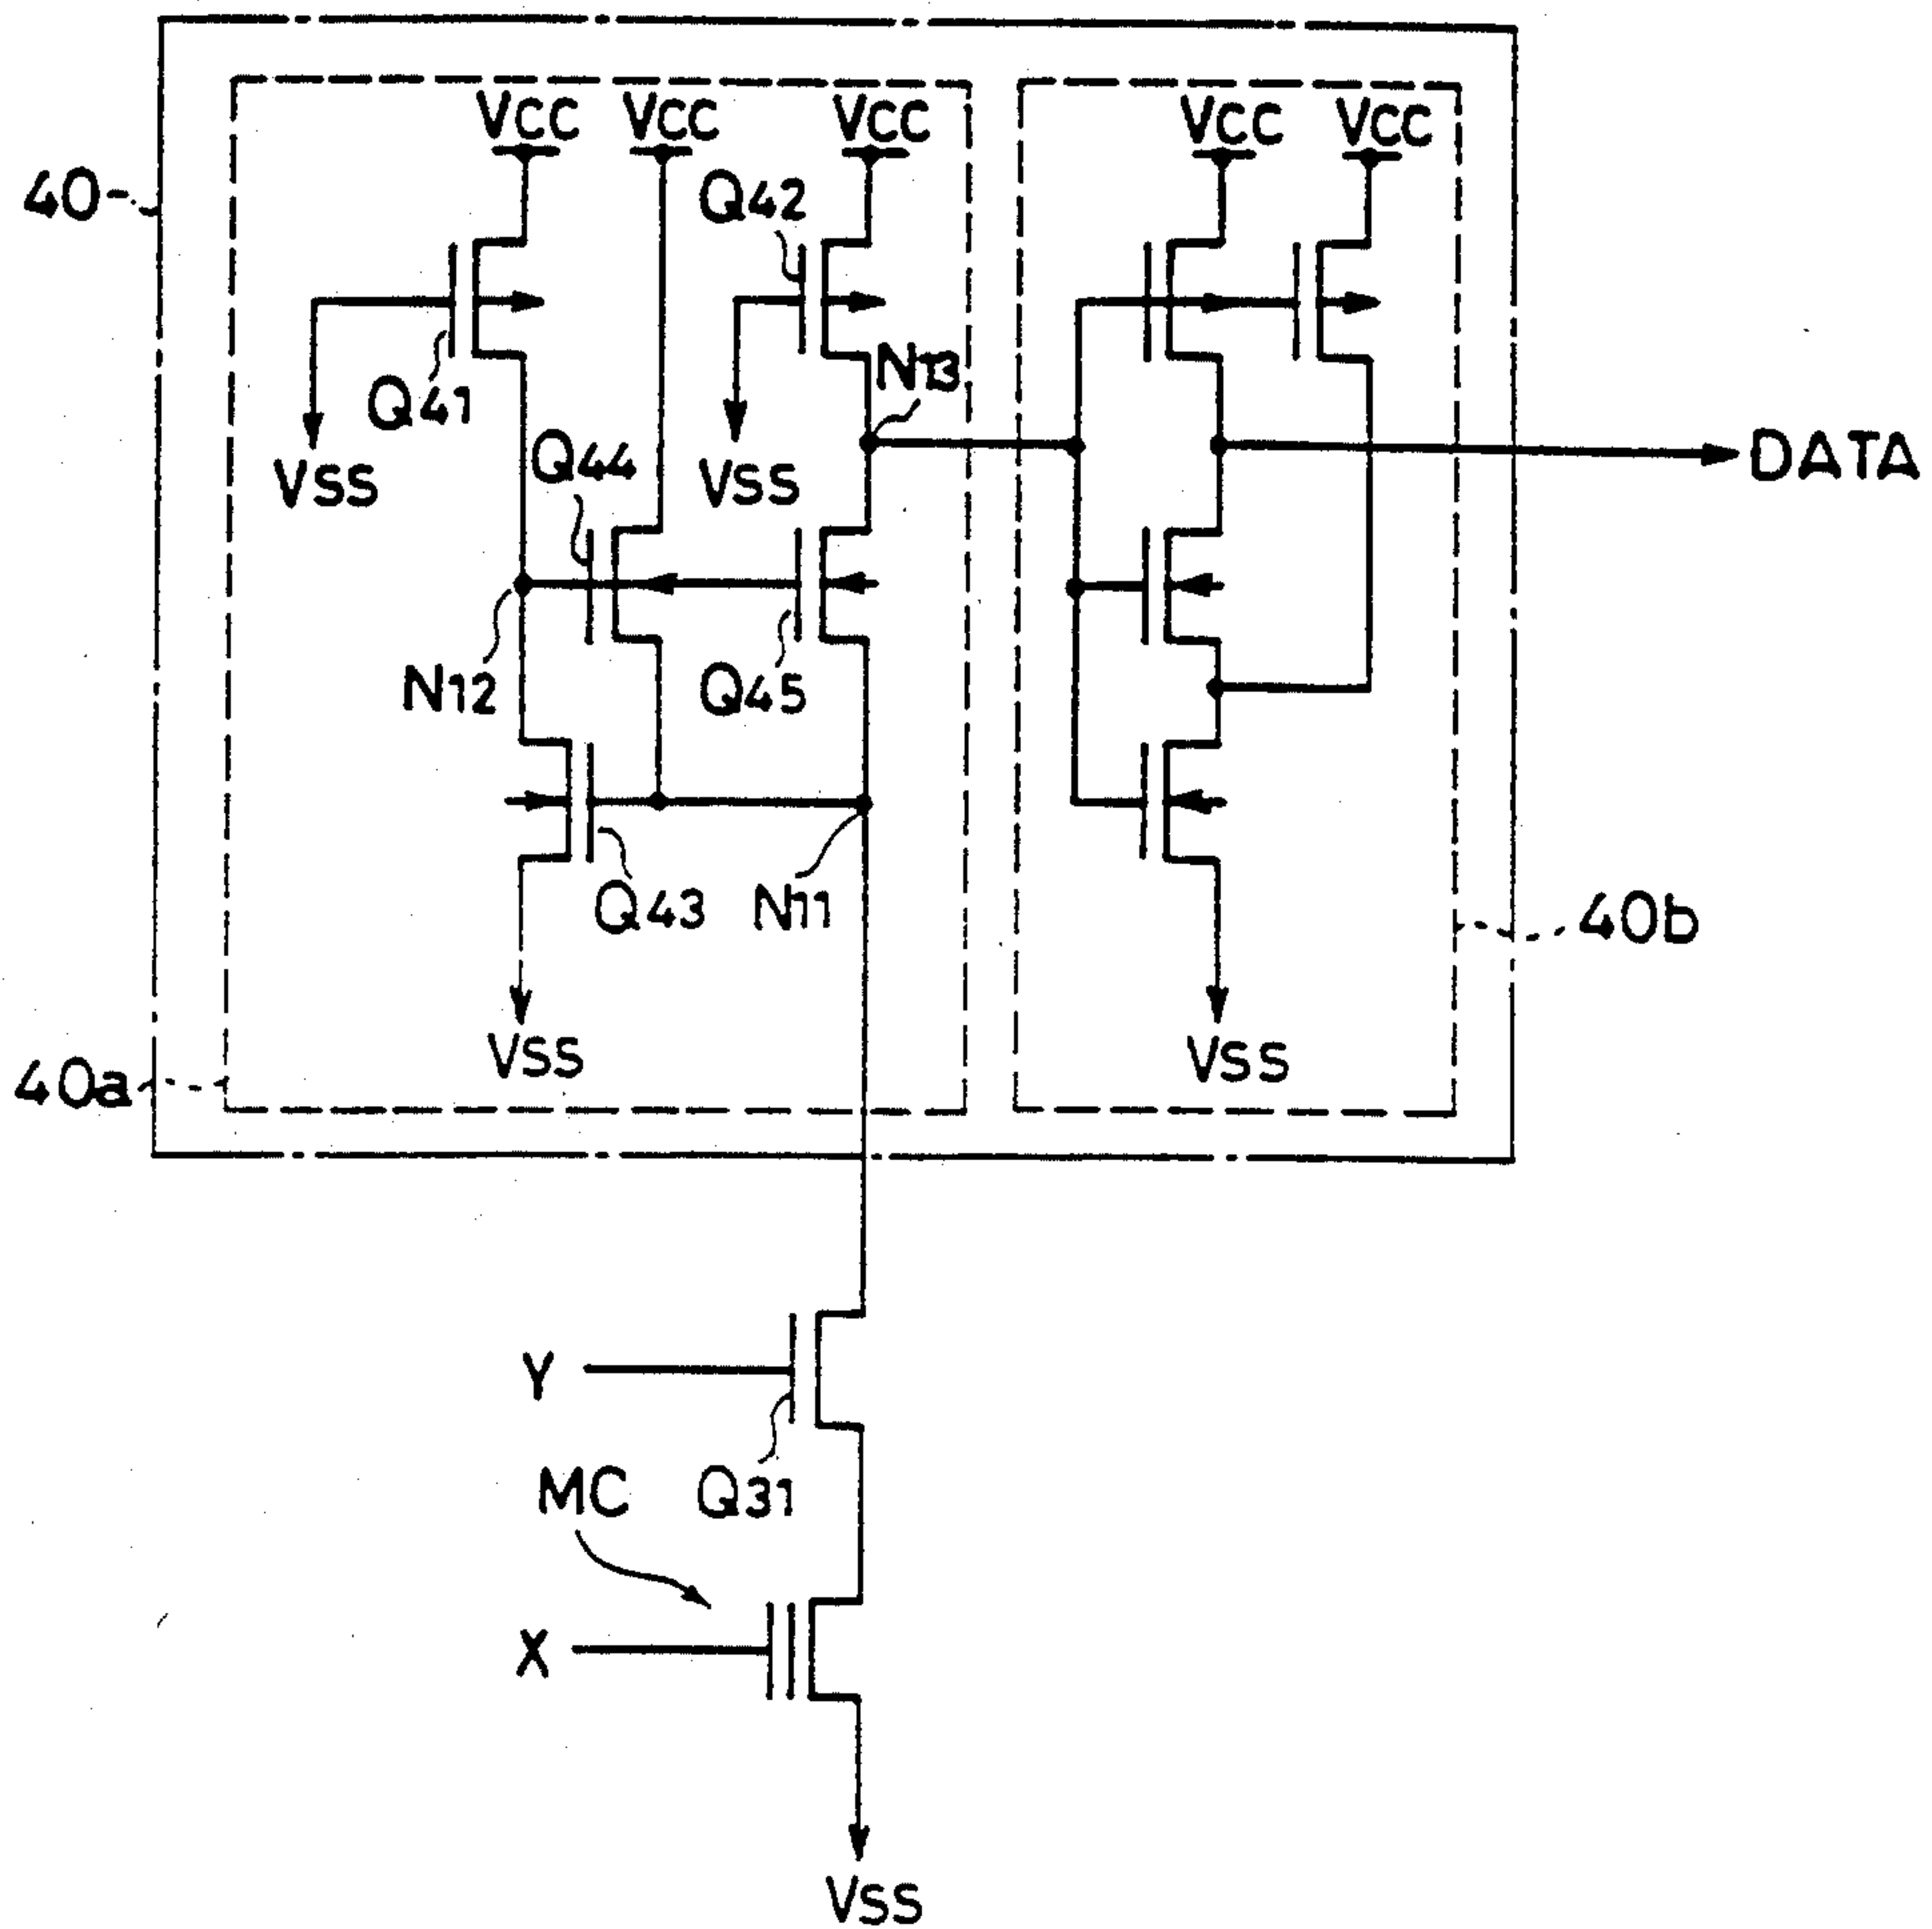 VCC VCC VCC VCC VCC
40
Q42
Q41
N13
Q44
VSS
VSS
DATA
N12
Q45
Q43
N11
40b
VSS
VSS
40a
Y
MC
Q31
X
VSS